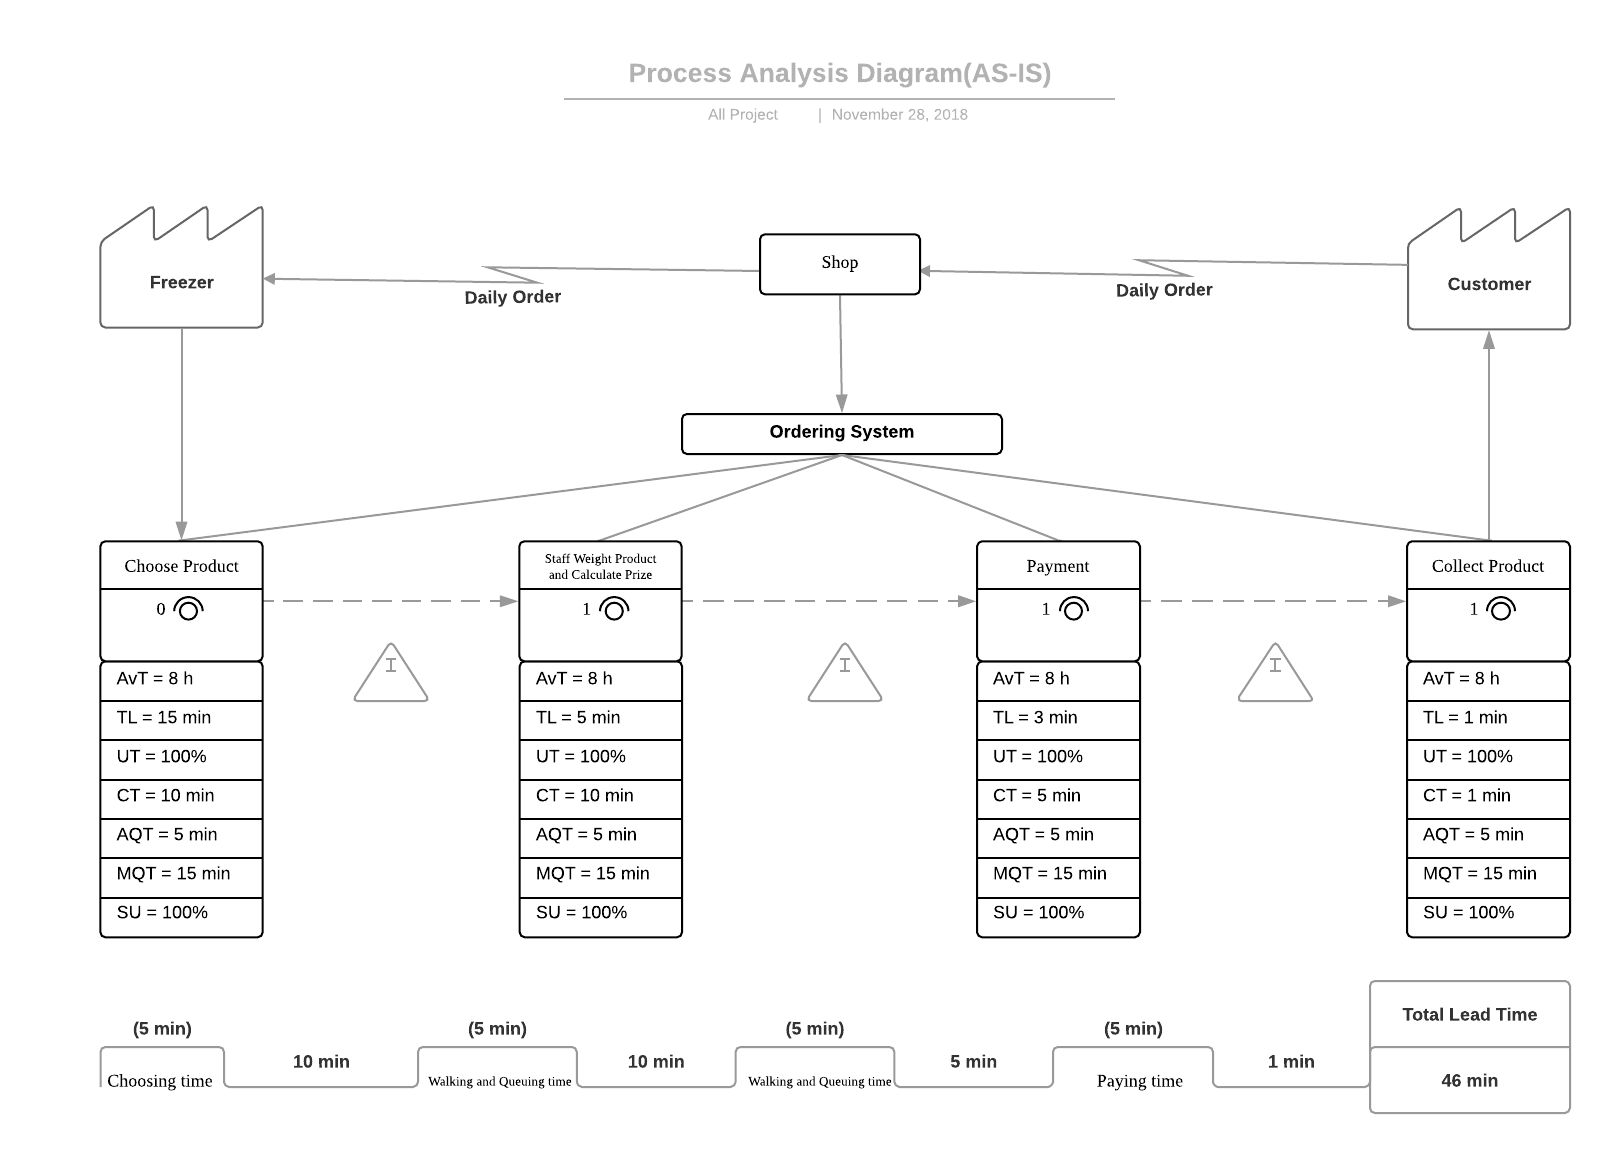 Process Analysis Diagram(AS-IS)
All Project | November 28, 2018
Freezer
Daily Order
Shop
Daily Order
Customer
Ordering System
Choose Product
0
AvT = 8 h
TL = 15 min
UT = 100%
CT = 10 min
AQT = 5 min
MQT = 15 min
SU = 100%
I
Staff Weight Product
and Calculate Prize
1
AvT = 8 h
TL = 5 min
UT = 100%
CT = 10 min
AQT = 5 min
MQT = 15 min
SU = 100%
I
Payment
1
AvT = 8 h
TL = 3 min
UT = 100%
CT = 5 min
AQT = 5 min
MQT = 15 min
SU = 100%
I
Collect Product
1
AvT = 8 h
TL = 1 min
UT = 100%
CT = 1 min
AQT = 5 min
MQT = 15 min
SU = 100%
(5 min)
Choosing time
10 min
(5 min)
Walking and Queuing time
10 min
(5 min)
Walking and Queuing time
5 min
(5 min)
Paying time
1 min
Total Lead Time
46 min